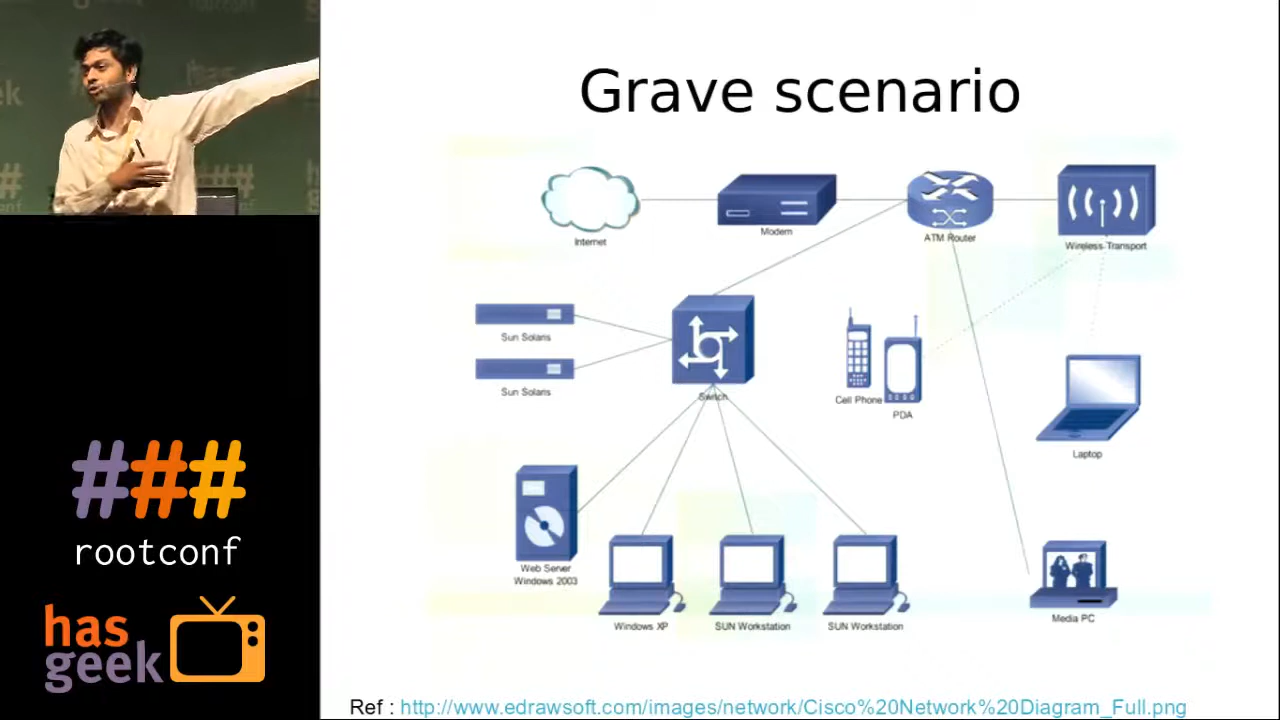 Grave scenario
Internet
Modem
ATM Router
Wireless Transport
Sun Solaris
Sun Solaris
Switch
Cell Phone
PDA
Laptop
Web Server
Windows 2003
Windows XP
SUN Workstation
SUN Workstation
Media PC
Ref : http://www.edrawsoft.com/images/network/Cisco%20Network%20Diagram_Full.png
###
rootconf
has
geek